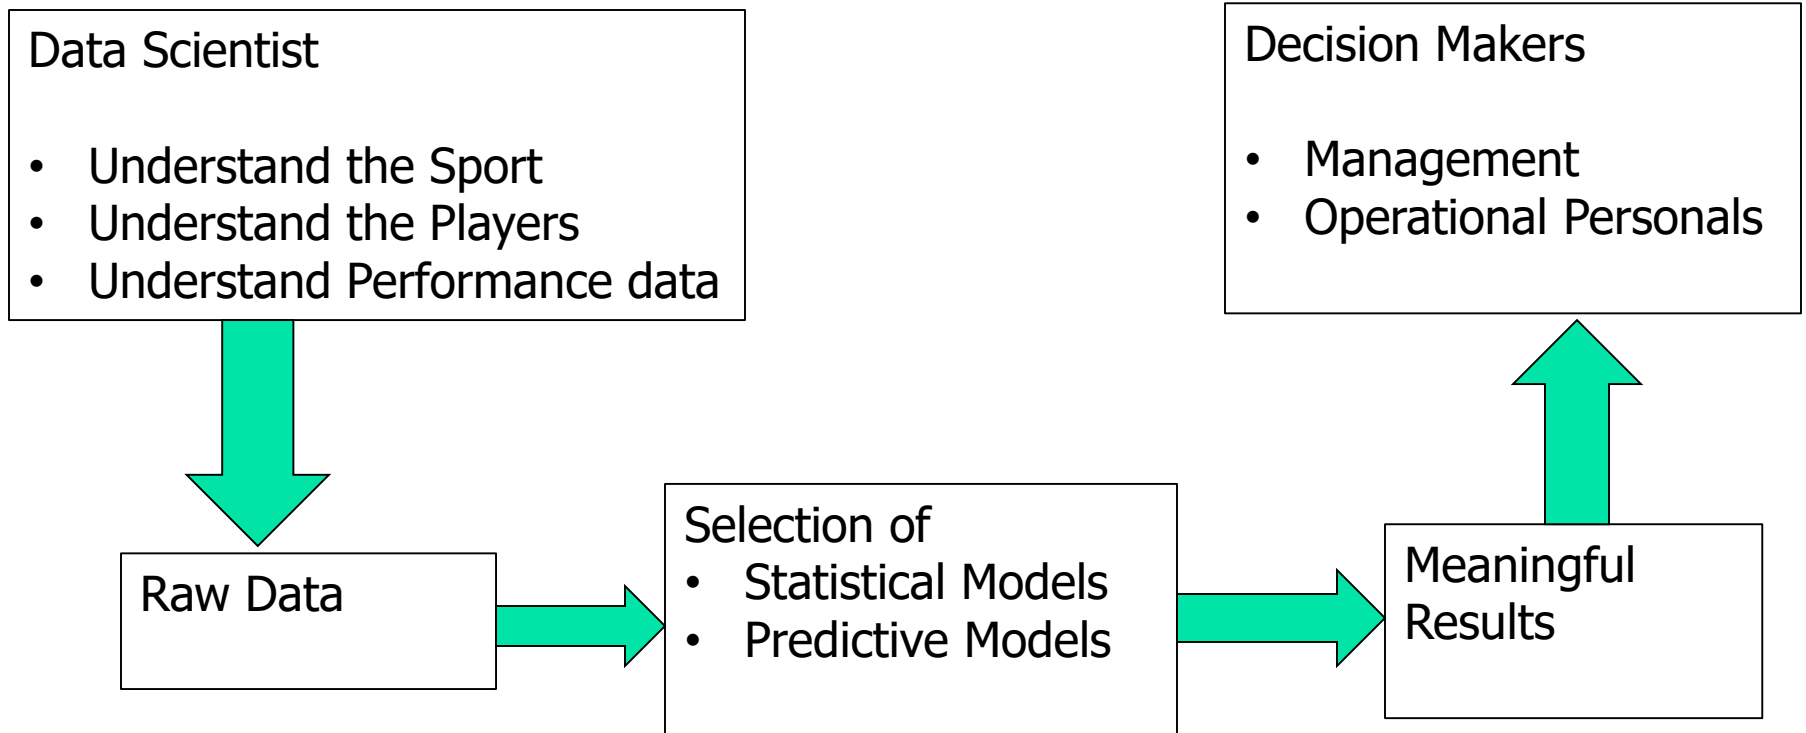 Data Scientist
• Understand the Sport
• Understand the Players
• Understand Performance data
Decision Makers
• Management
• Operational Personals
Raw Data
Selection of
• Statistical Models
• Predictive Models
Meaningful
Results